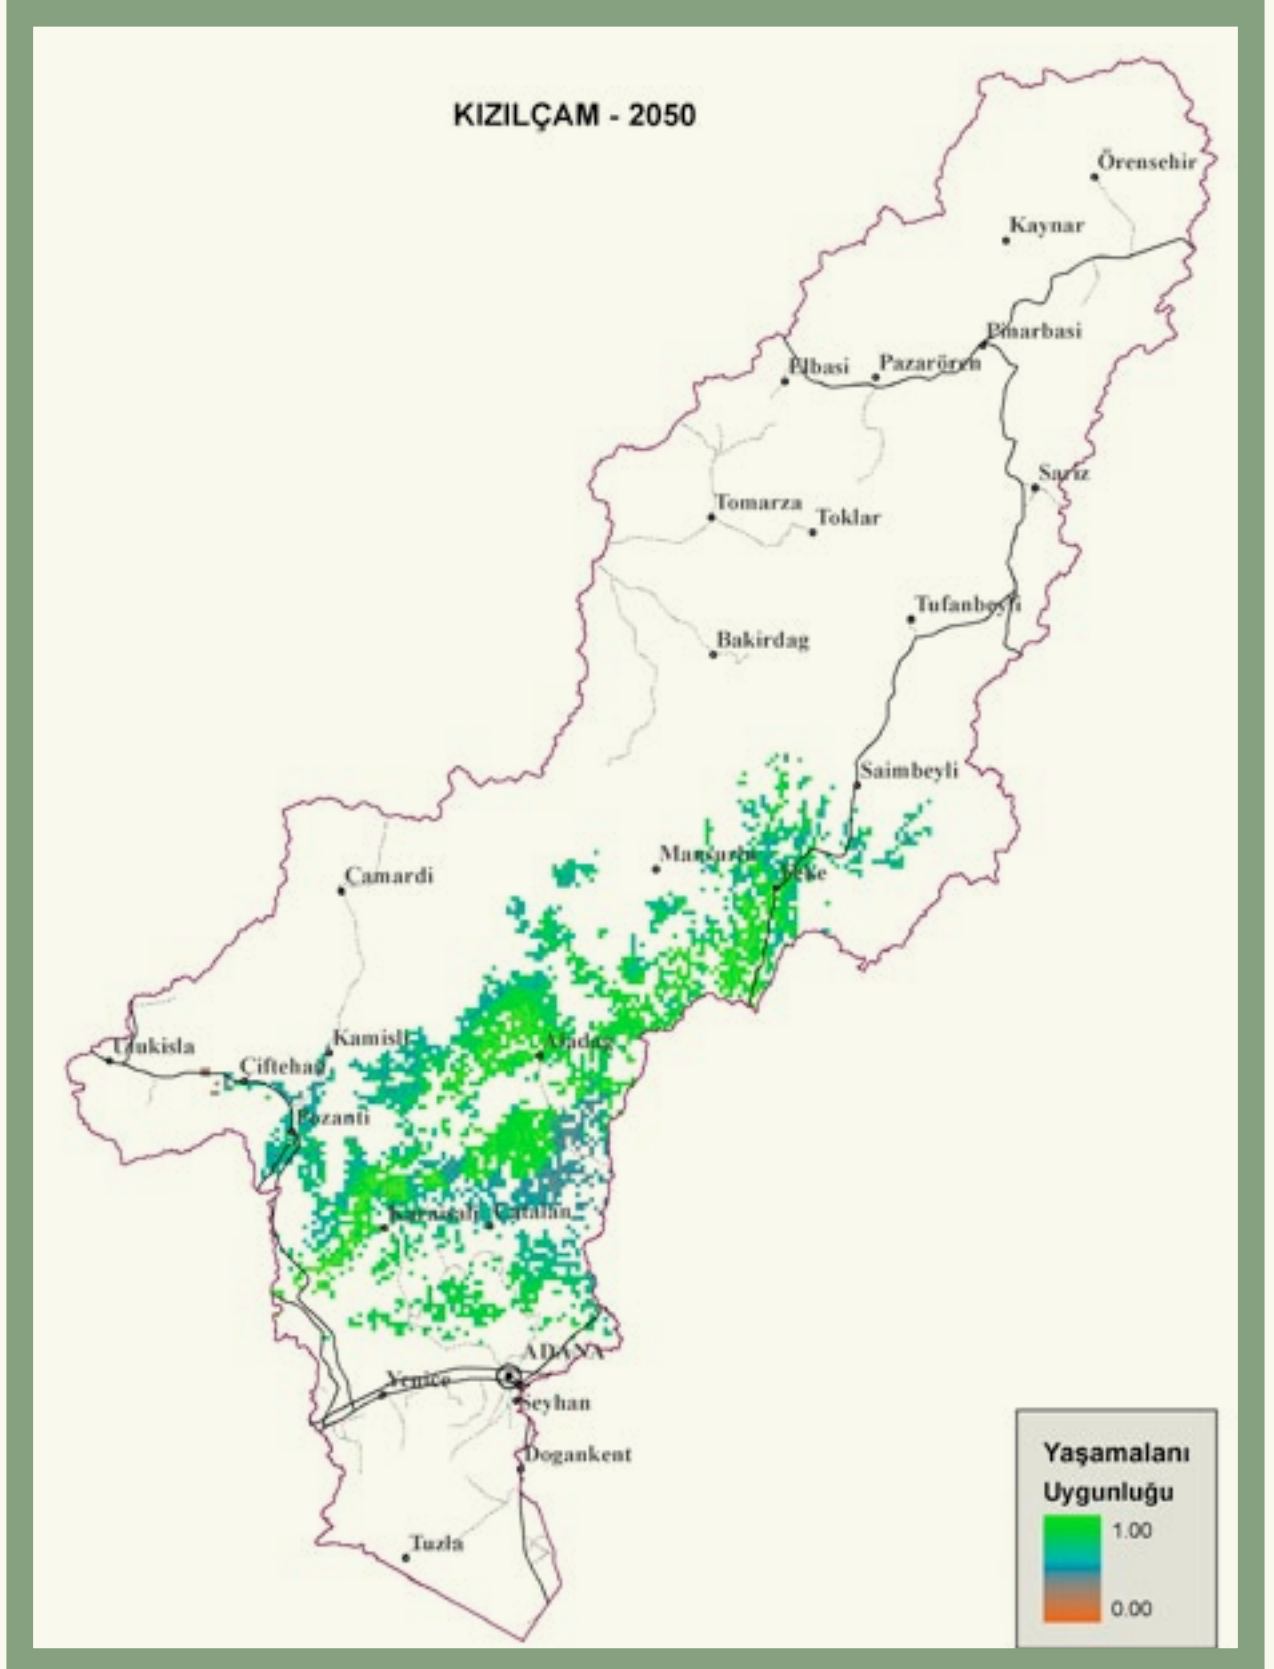 KIZILÇAM - 2050
Örensehir
Kaynar
Pinarbasi
Elbasi
Pazarören
Sariz
Tomarza
Toklar
Tufanbeyli
Bakirdag
Saimbeyli
Mansurlu
Feke
Camardi
Kamisli
Ulukisla
Çiftehan
Aladag
Pozanti
Karaisali
Catalan
ADANA
Yenice
Seyhan
Dogankent
Tuzla
Yaşamalanı
Uygunluğu
1.00
0.00